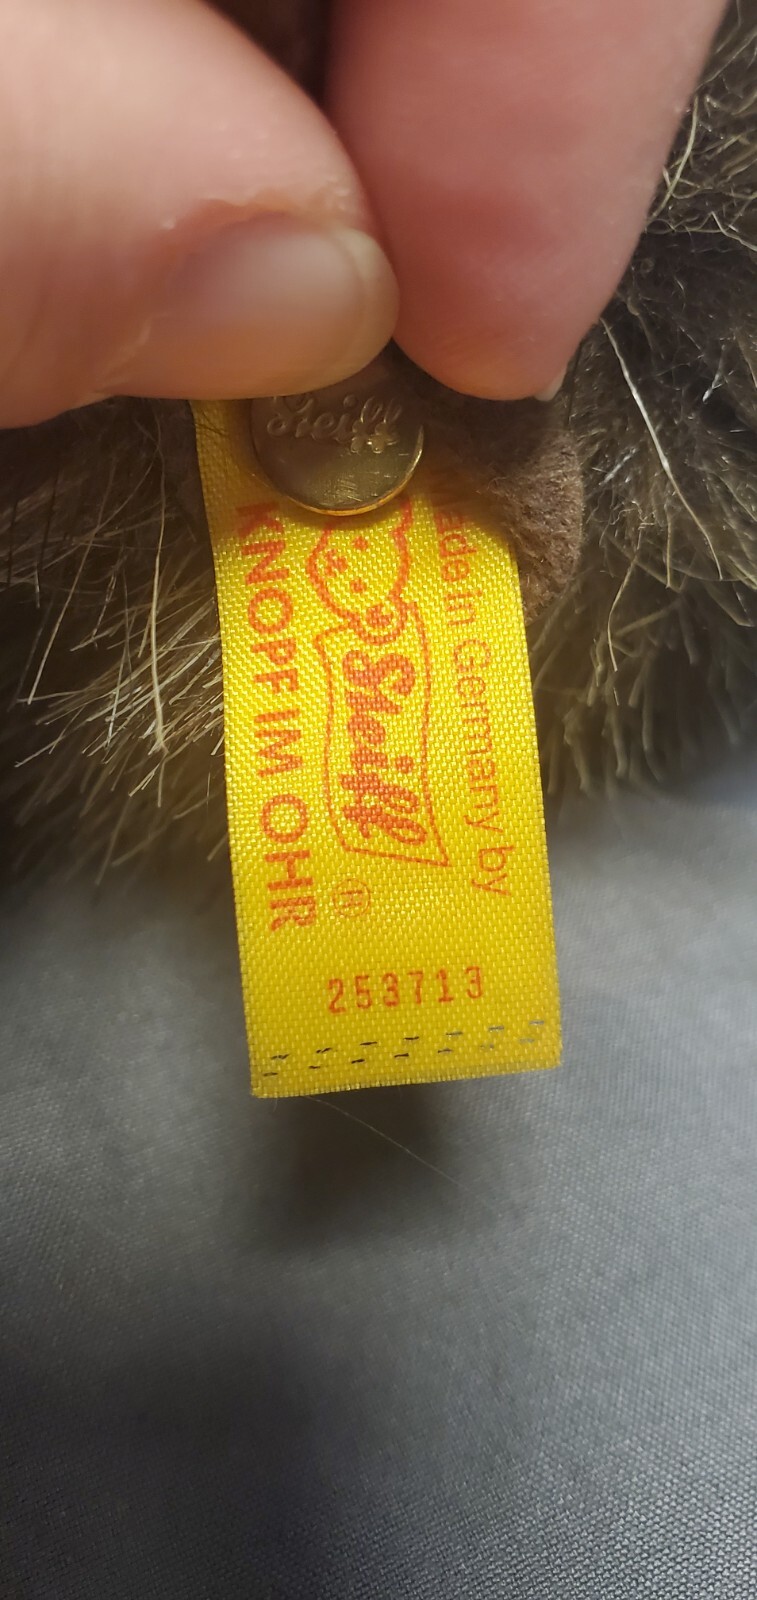 Steiff
Made in Germany by
Steiff
®
KNOPF IM OHR
253713